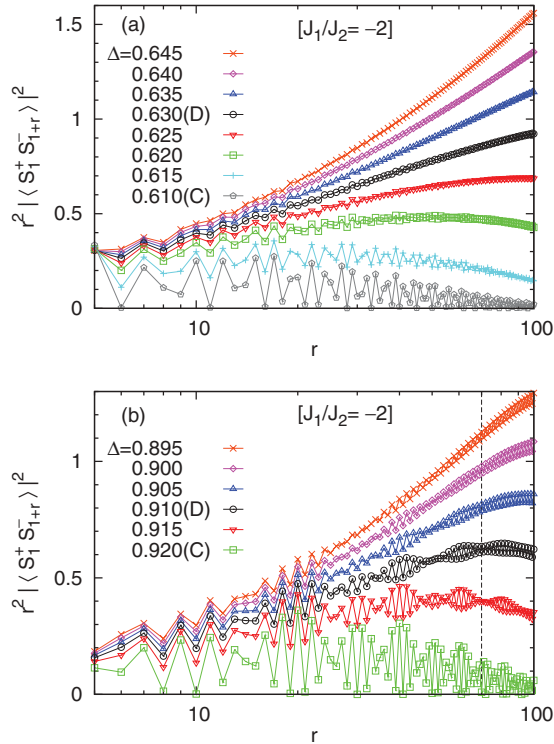 (a)
[J₁/J₂= −2]
Δ=0.645
0.640
0.635
0.630(D)
0.625
0.620
0.615
0.610(C)
1.5
1
0.5
0
r² |⟨ S₁⁺ S₁₊ᵣ⁻ ⟩|²
10
100
r
(b)
[J₁/J₂= −2]
Δ=0.895
0.900
0.905
0.910(D)
0.915
0.920(C)
1
0.5
0
r² |⟨ S₁⁺ S₁₊ᵣ⁻ ⟩|²
10
100
r